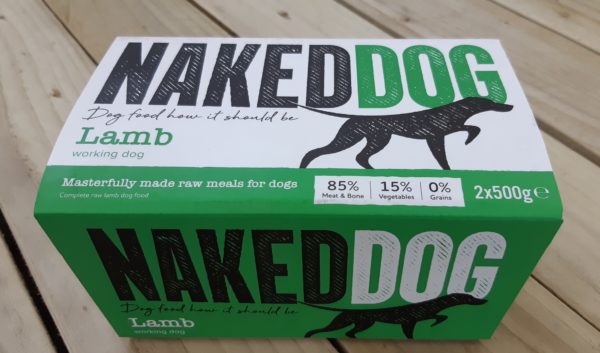 NAKEDDOG
Dog food how it should be
Lamb
working dog
Masterfully made raw meals for dogs
Complete raw lamb dog food
85% Meat & Bone
15% Vegetables
0% Grains
2x500g℮
NAKEDDOG
Dog food how it should be
Lamb
working dog